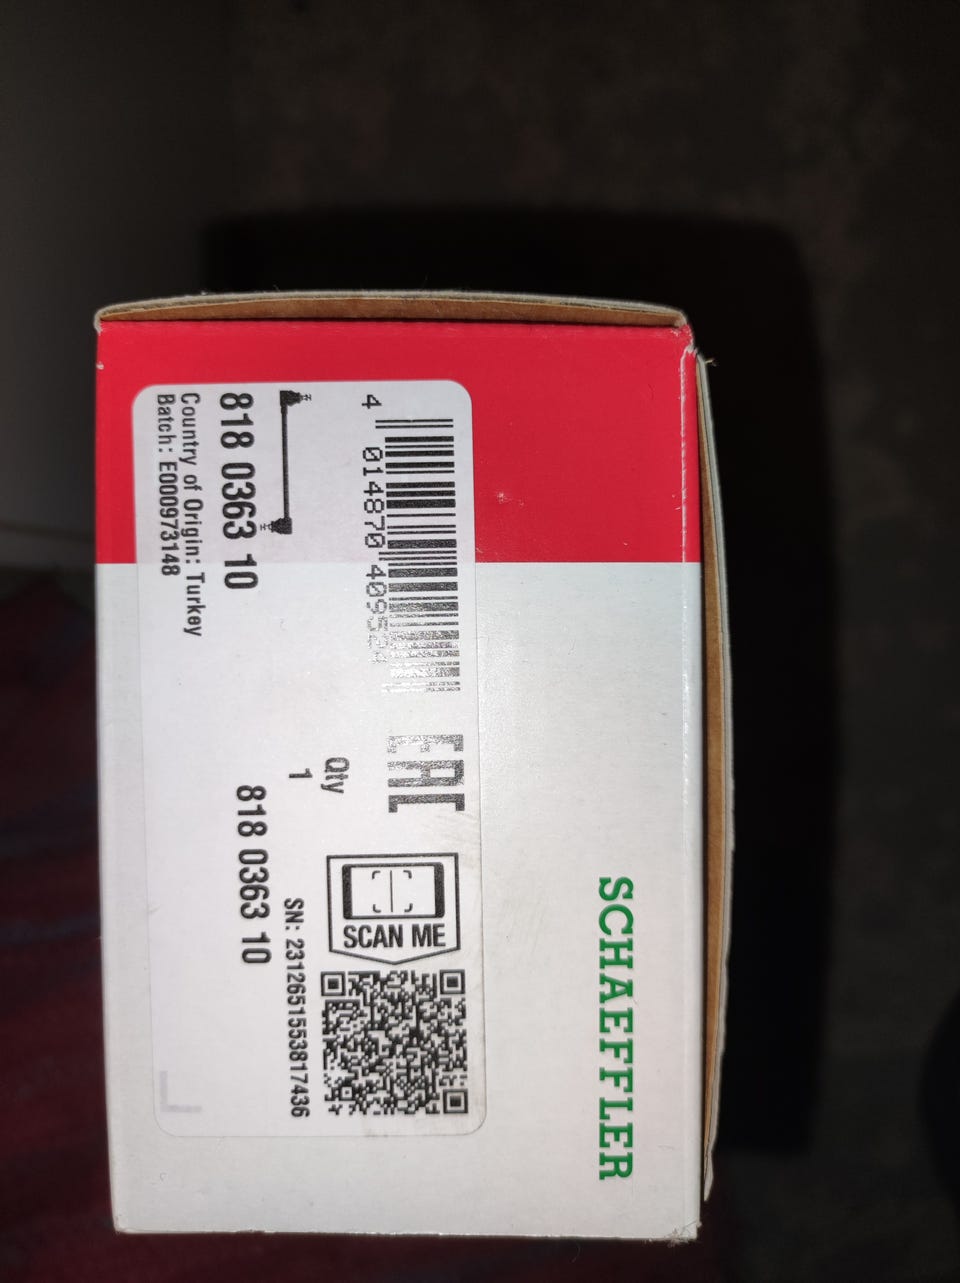 SCHAEFFLER
4 014870 409524
EAC
SCAN ME
Qty
1
818 0363 10
818 0363 10
SN: 2312651553817436
Country of Origin: Turkey
Batch: E000973148